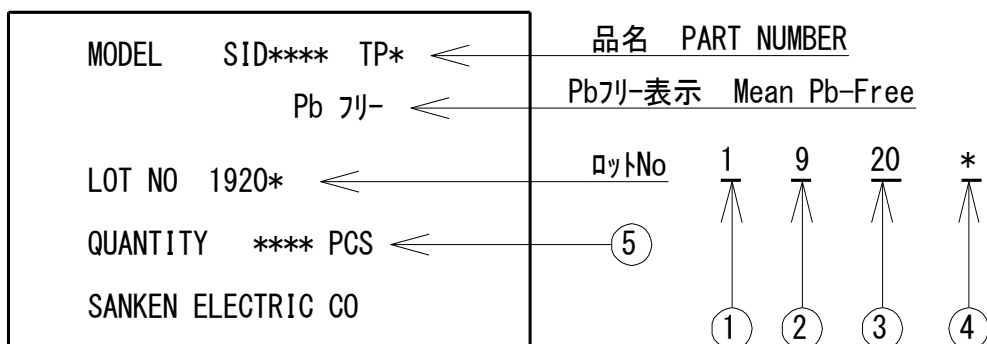 MODEL SID**** TP*
品名 PART NUMBER
Pb フリー
Pbフリー表示 Mean Pb-Free
LOT NO 1920*
ロットNo 1 9 20 *
QUANTITY **** PCS
⑤
SANKEN ELECTRIC CO
① ② ③ ④